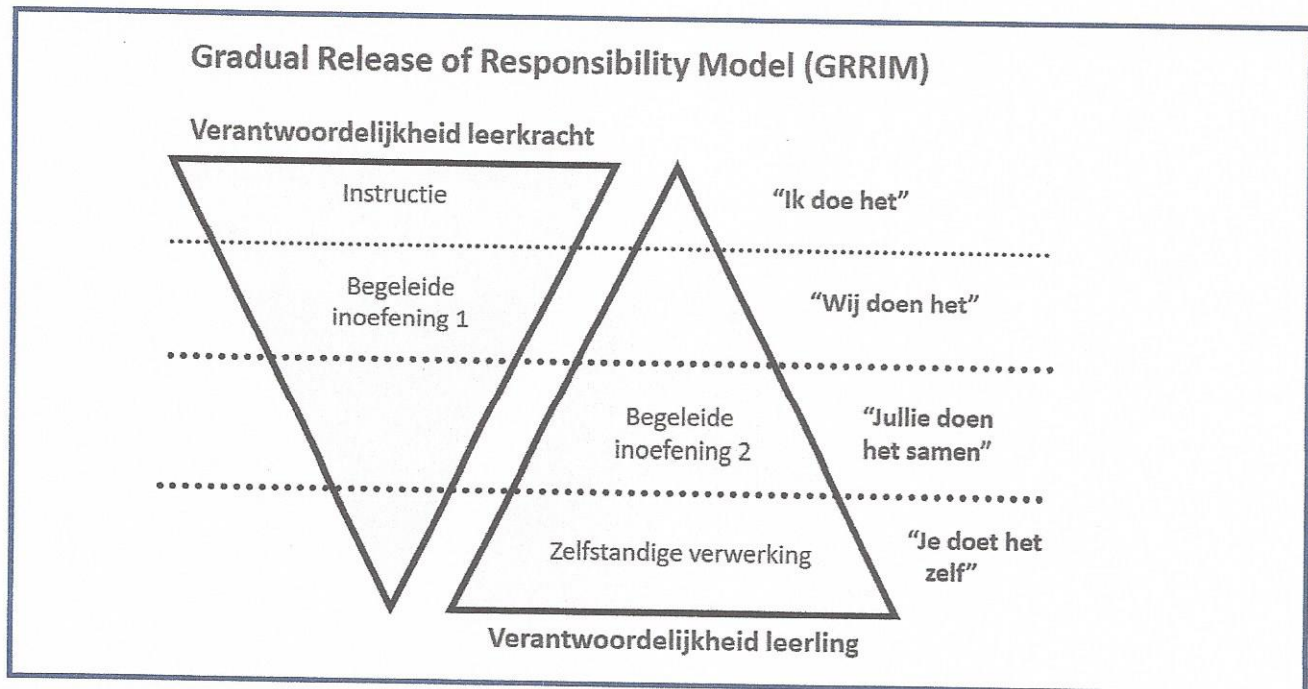 Gradual Release of Responsibility Model (GRRIM)
Verantwoordelijkheid leerkracht
Instructie
"Ik doe het"
Begeleide
inoefening 1
"Wij doen het"
Begeleide
inoefening 2
"Jullie doen
het samen"
Zelfstandige verwerking
"Je doet het
zelf"
Verantwoordelijkheid leerling